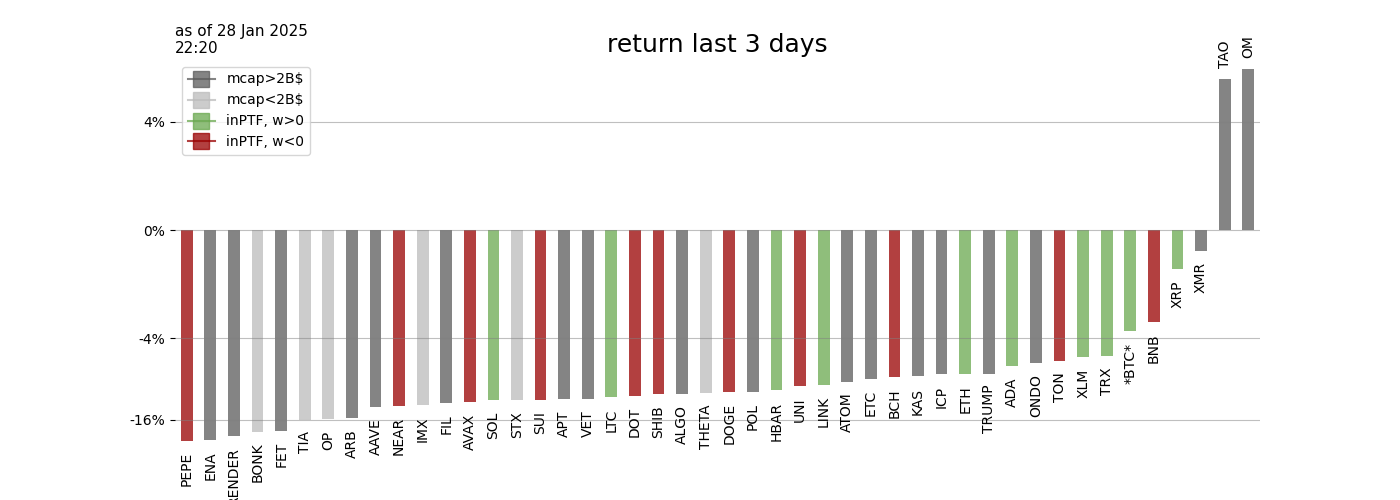 as of 28 Jan 2025
22:20
return last 3 days
mcap>2B$
mcap<2B$
inPTF, w>0
inPTF, w<0
4%
0%
-4%
-16%
PEPE
ENA
RENDER
BONK
FET
TIA
OP
ARB
AAVE
NEAR
IMX
FIL
AVAX
SOL
STX
SUI
APT
VET
LTC
DOT
SHIB
ALGO
THETA
DOGE
POL
HBAR
UNI
LINK
ATOM
ETC
BCH
KAS
ICP
ETH
TRUMP
ADA
ONDO
TON
XLM
TRX
*BTC*
BNB
XRP
XMR
TAO
OM